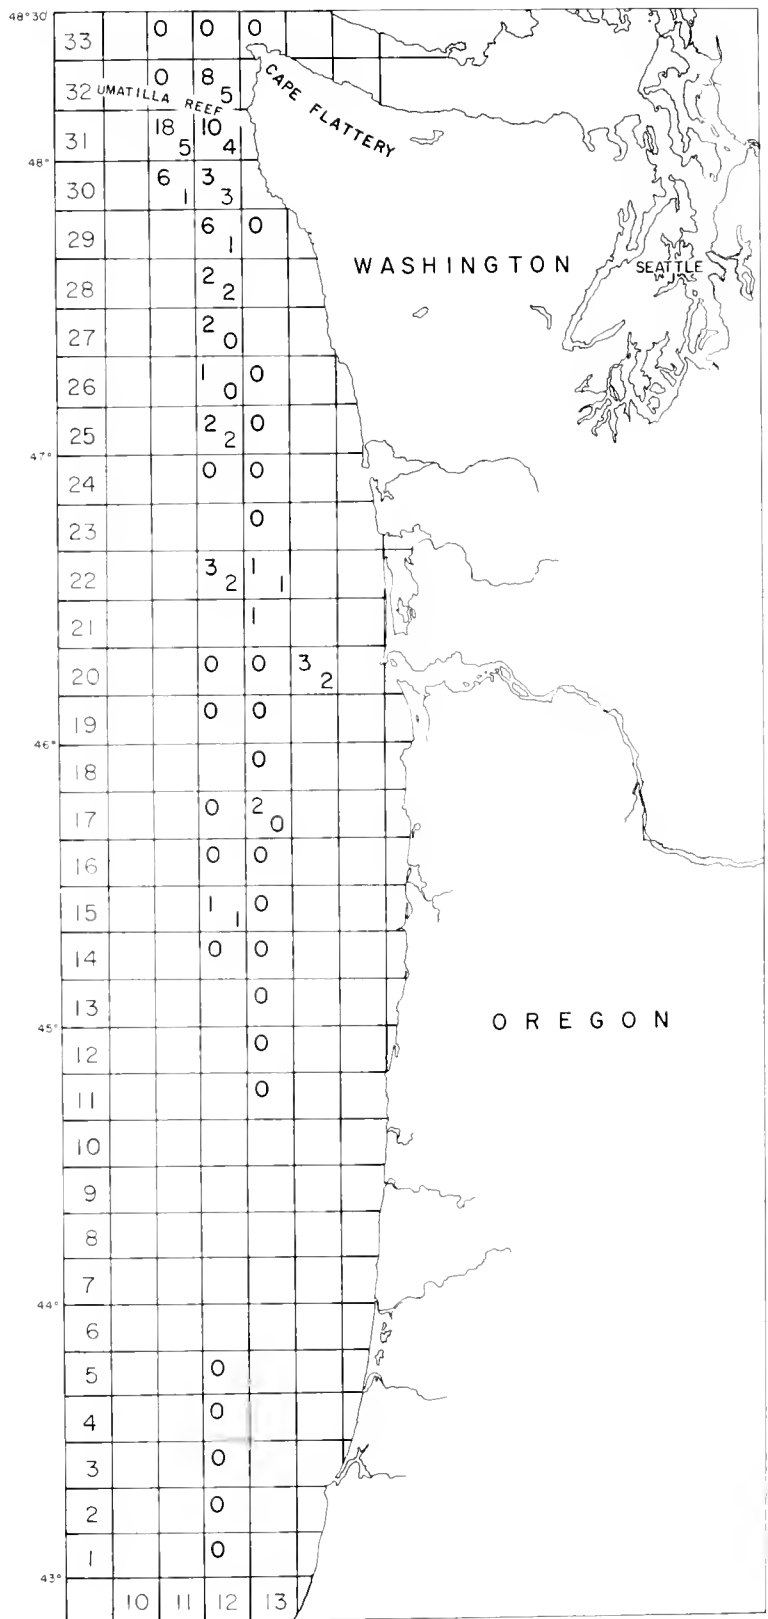 48°30'
33 0 0 0
32 0 8 5
UMATILLA REEF
CAPE FLATTERY
31 18 5 10 4
48°
30 6 1 3 3
29 6 1 0
WASHINGTON
SEATTLE
28 2 2
27 2 0
26 1 0 0
25 2 2 0
47°
24 0 0
23 0
22 3 2 1 1
21 1
20 0 0 3 2
19 0 0
46°
18 0
17 0 2 0
16 0 0
15 1 1 0
14 0 0
13 0
45°
OREGON
12 0
11 0
10
9
8
7
44°
6
5 0
4 0
3 0
2 0
1 0
43°
10 11 12 13